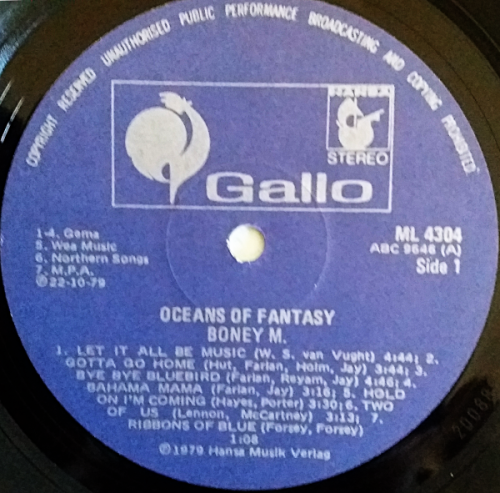 COPYRIGHT RESERVED UNAUTHORISED PUBLIC PERFORMANCE BROADCASTING AND COPYING PROHIBITED
HANSA
STEREO
Gallo
1-4. Gema
5. Wea Music
6. Northern Songs
7. M.P.A.
℗22-10-79
ML 4304
ABC 9646 (A)
Side 1
OCEANS OF FANTASY
BONEY M.
1. LET IT ALL BE MUSIC (W. S. van Vught) 4:44; 2.
GOTTA GO HOME (Hut, Farian, Holm, Jay) 3:44; 3.
BYE BYE BLUEBIRD (Farian, Reyam, Jay) 4:46; 4.
BAHAMA MAMA (Farian, Jay) 3:16; 5. HOLD
ON I'M COMING (Hayes, Porter) 3:30; 6. TWO
OF US (Lennon, McCartney) 3:13; 7.
RIBBONS OF BLUE (Forsey, Forsey)
1:08
℗1979 Hansa Musik Verlag